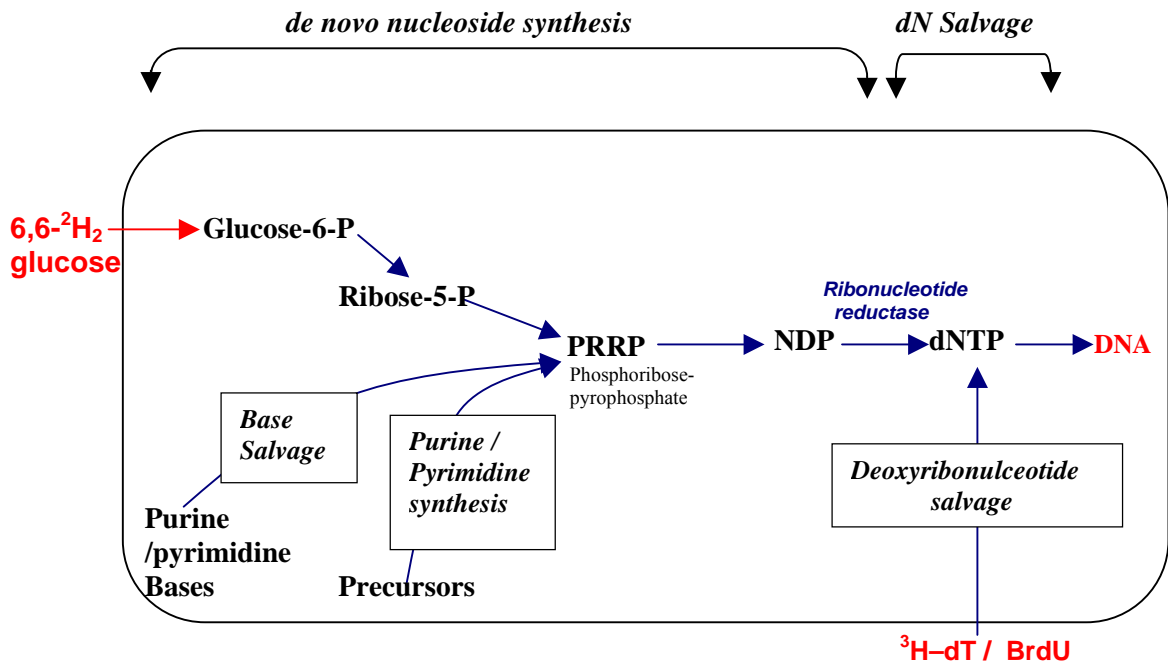 de novo nucleoside synthesis
dN Salvage
6,6-²H₂
glucose
Glucose-6-P
Ribose-5-P
Ribonucleotide
reductase
PRRP
NDP
dNTP
DNA
Phosphoribose-
pyrophosphate
Base
Salvage
Purine /
Pyrimidine
synthesis
Deoxyribonulceotide
salvage
Purine
/pyrimidine
Bases
Precursors
³H–dT / BrdU